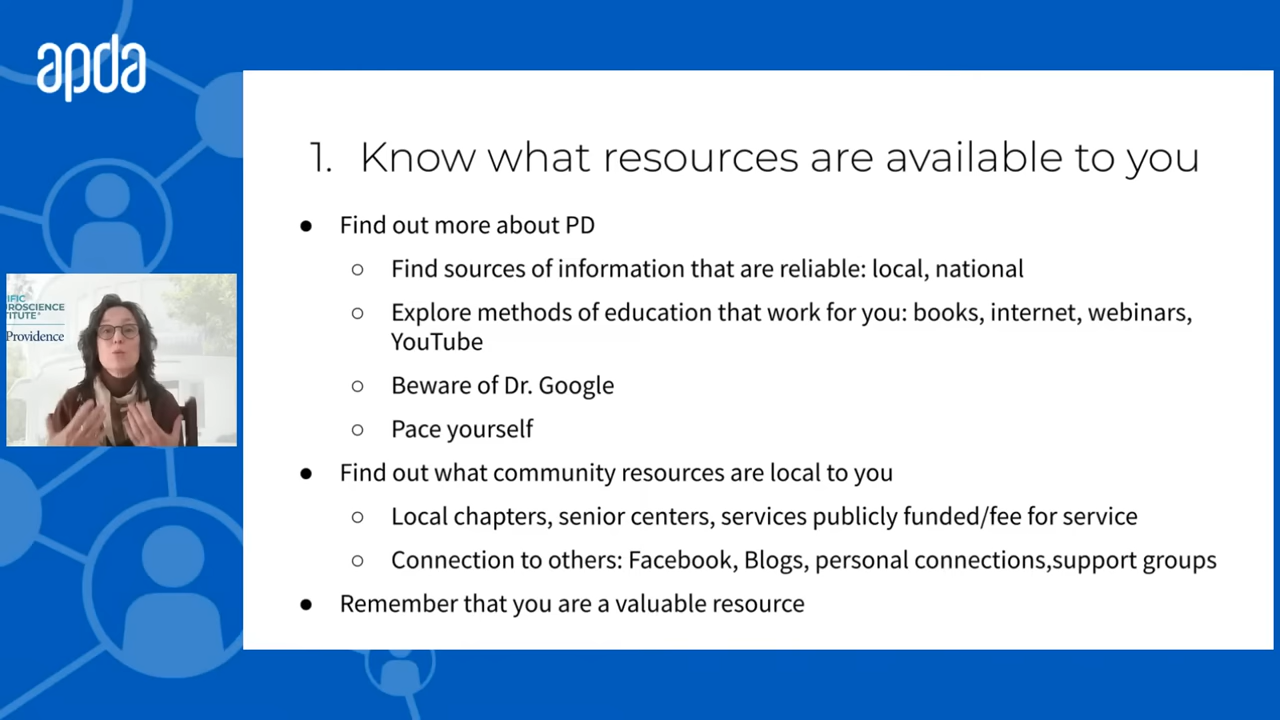 apda
1. Know what resources are available to you
● Find out more about PD
○ Find sources of information that are reliable: local, national
○ Explore methods of education that work for you: books, internet, webinars,
YouTube
○ Beware of Dr. Google
○ Pace yourself
● Find out what community resources are local to you
○ Local chapters, senior centers, services publicly funded/fee for service
○ Connection to others: Facebook, Blogs, personal connections,support groups
● Remember that you are a valuable resource
IFIC
ROSCIENCE
ITUTE
Providence